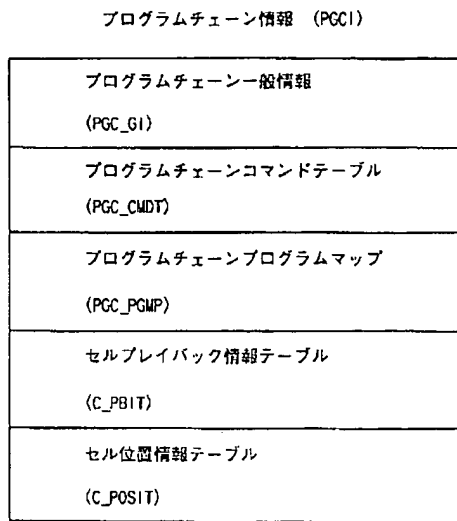 プログラムチェーン情報 (PGCI)
プログラムチェーン一般情報
(PGC_GI)
プログラムチェーンコマンドテーブル
(PGC_CMDT)
プログラムチェーンプログラムマップ
(PGC_PGMP)
セルプレイバック情報テーブル
(C_PBIT)
セル位置情報テーブル
(C_POSIT)